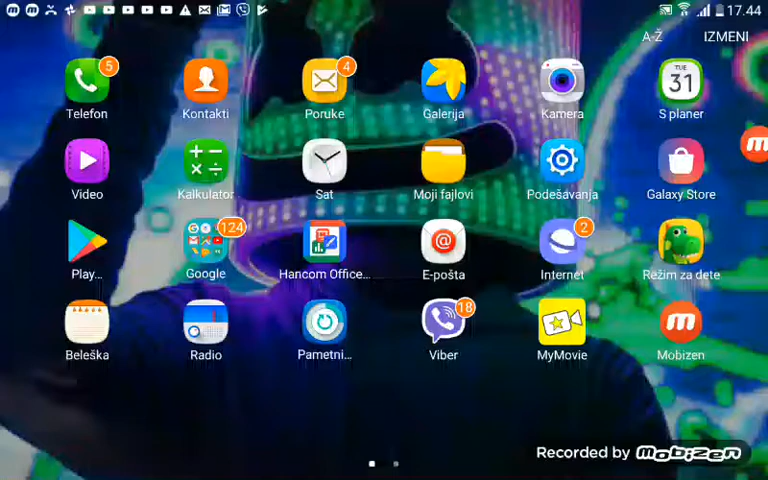 17.44
A-Ž IZMENI
5 4 TUE 31
Telefon Kontakti Poruke Galerija Kamera S planer
Video Kalkulator Sat Moji fajlovi Podešavanja Galaxy Store
124 2
Play... Google Hancom Office... E-pošta Internet Režim za dete
18
Beleška Radio Pametni... Viber MyMovie Mobizen
Recorded by mobizen